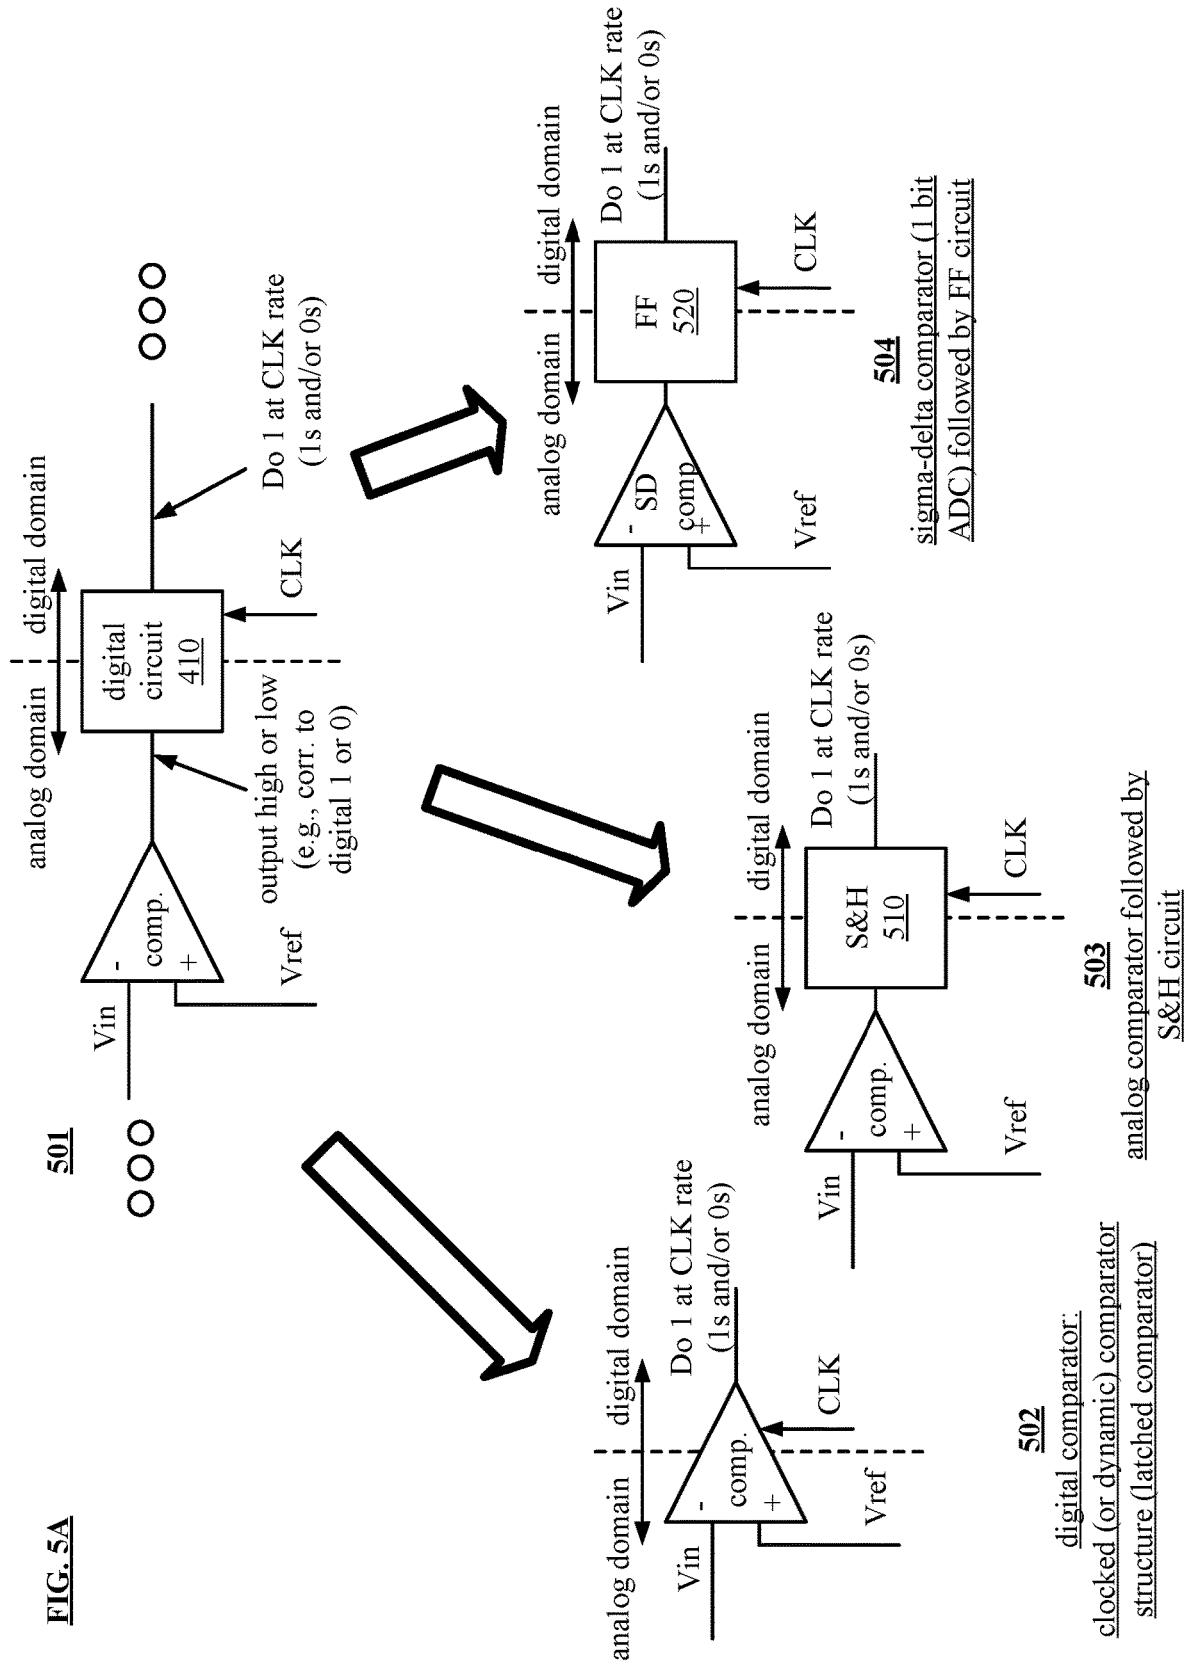 FIG. 5A
501
Vin
-
comp.
+
Vref
analog domain
digital domain
output high or low
(e.g., corr. to
digital 1 or 0)
digital
circuit
410
CLK
Do 1 at CLK rate
(1s and/or 0s)
analog domain
digital domain
Vin
-
comp.
+
Vref
CLK
Do 1 at CLK rate
(1s and/or 0s)
502
digital comparator:
clocked (or dynamic) comparator
structure (latched comparator)
analog domain
digital domain
Vin
-
comp.
+
Vref
S&H
510
CLK
Do 1 at CLK rate
(1s and/or 0s)
503
analog comparator followed by
S&H circuit
analog domain
digital domain
Vin
-
SD
comp
+
Vref
FF
520
CLK
Do 1 at CLK rate
(1s and/or 0s)
504
sigma-delta comparator (1 bit
ADC) followed by FF circuit